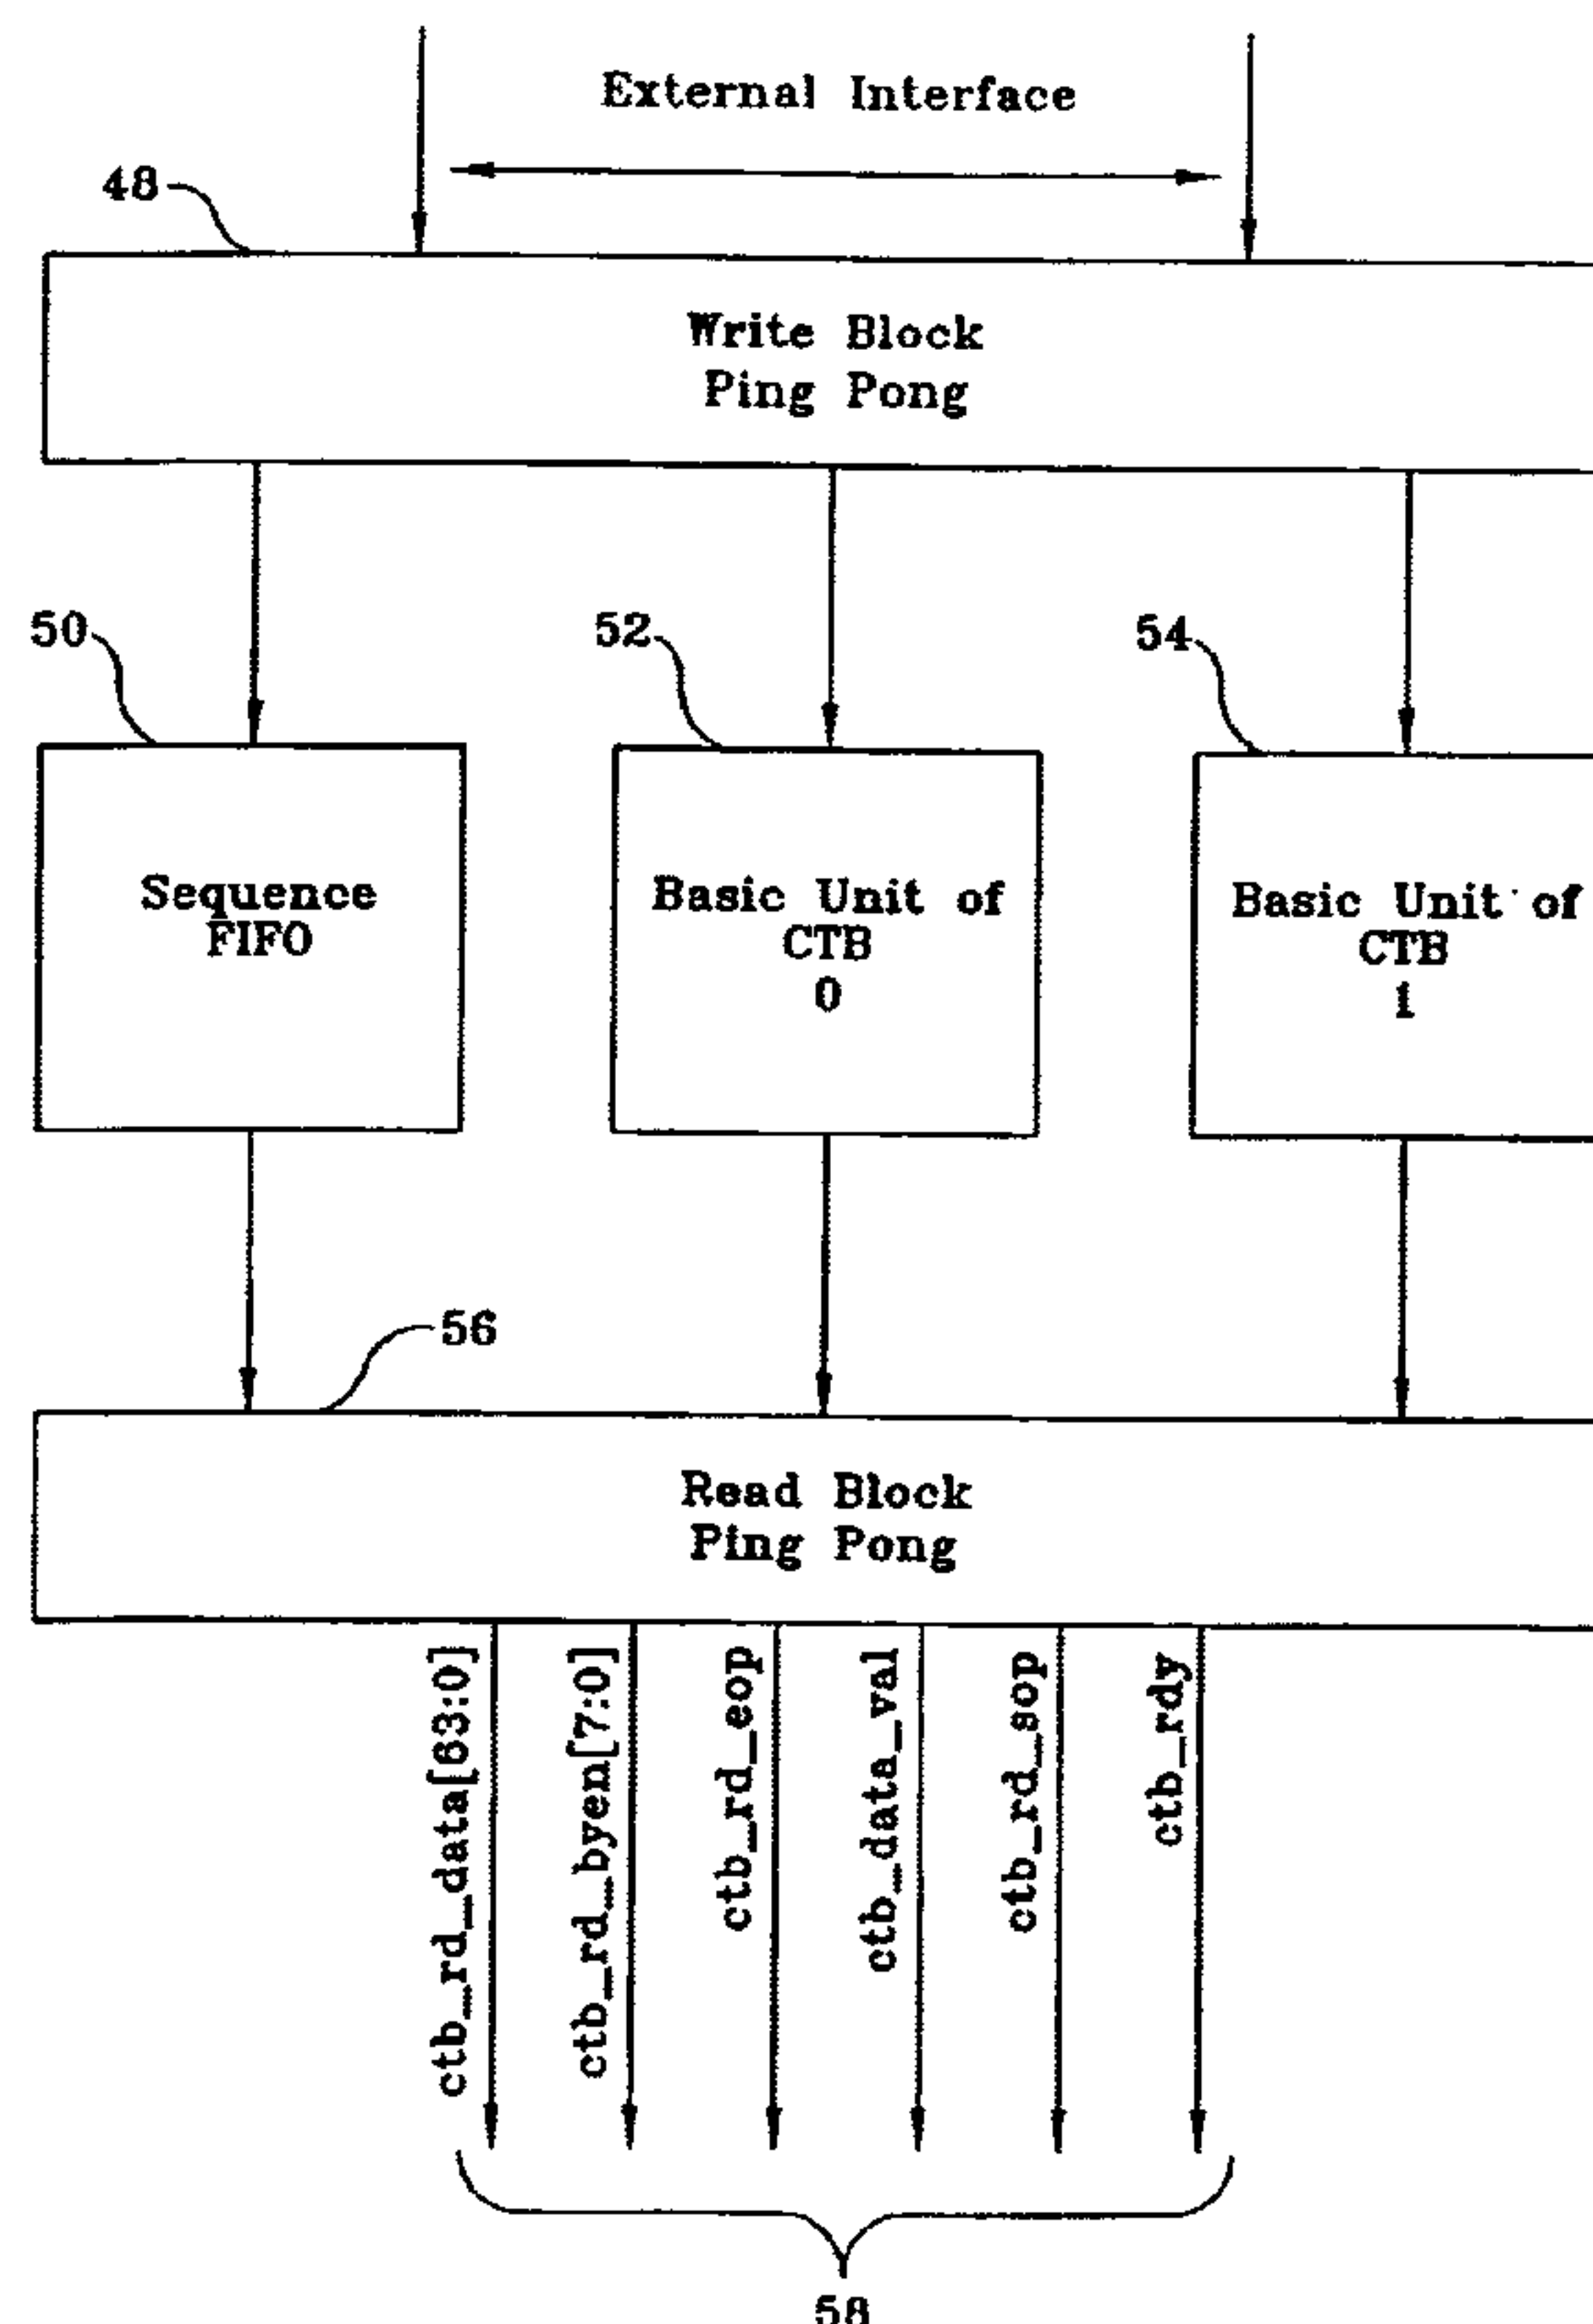 External Interface
48
Write Block
Ping Pong
50
52
54
Sequence
FIFO
Basic Unit of
CTB
0
Basic Unit of
CTB
1
56
Read Block
Ping Pong
ctb_rd_data[63:0]
ctb_rd_byen[7:0]
ctb_rd_eop
ctb_data_val
ctb_rd_sop
ctb_rdy
58